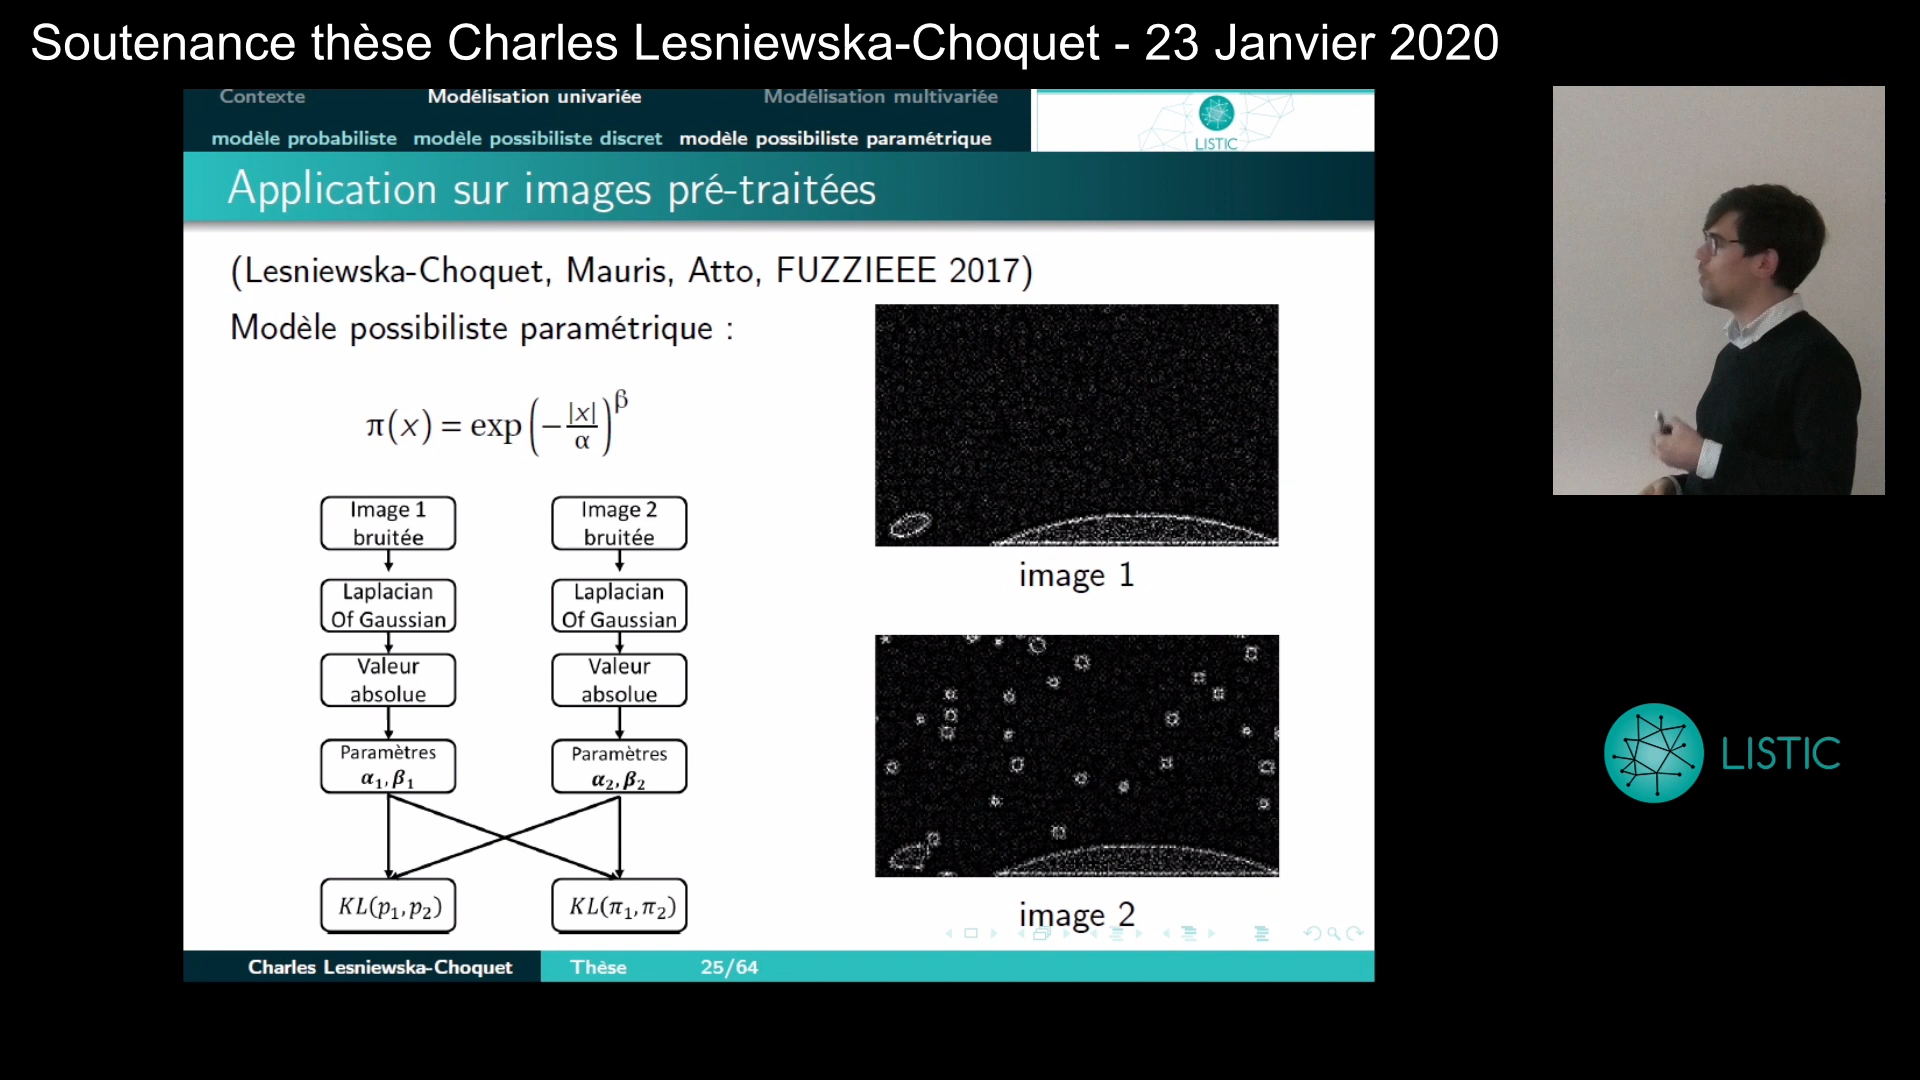 Soutenance thèse Charles Lesniewska-Choquet - 23 Janvier 2020
Contexte Modélisation univariée Modélisation multivariée
modèle probabiliste modèle possibiliste discret modèle possibiliste paramétrique
LISTIC
Application sur images pré-traitées
(Lesniewska-Choquet, Mauris, Atto, FUZZIEEE 2017)
Modèle possibiliste paramétrique :
π(x) = exp(−|x|/α)^β
Image 1
bruitée
Laplacian
Of Gaussian
Valeur
absolue
Paramètres
α₁, β₁
KL(p₁, p₂)
Image 2
bruitée
Laplacian
Of Gaussian
Valeur
absolue
Paramètres
α₂, β₂
KL(π₁, π₂)
image 1
image 2
Charles Lesniewska-Choquet Thèse 25/64
LISTIC